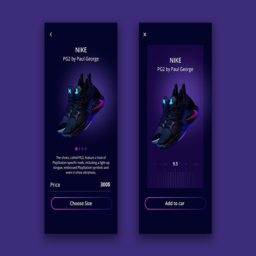 NIKE
PG2 by Paul George
The shoes, called PG2, feature a host of
PlayStation-specific nods, including a light-up
tongue, embossed PlayStation symbols and
even in-shoe vibrations.
Price 300$
Choose Size
x
NIKE
PG2 by Paul George
9.5
Add to car